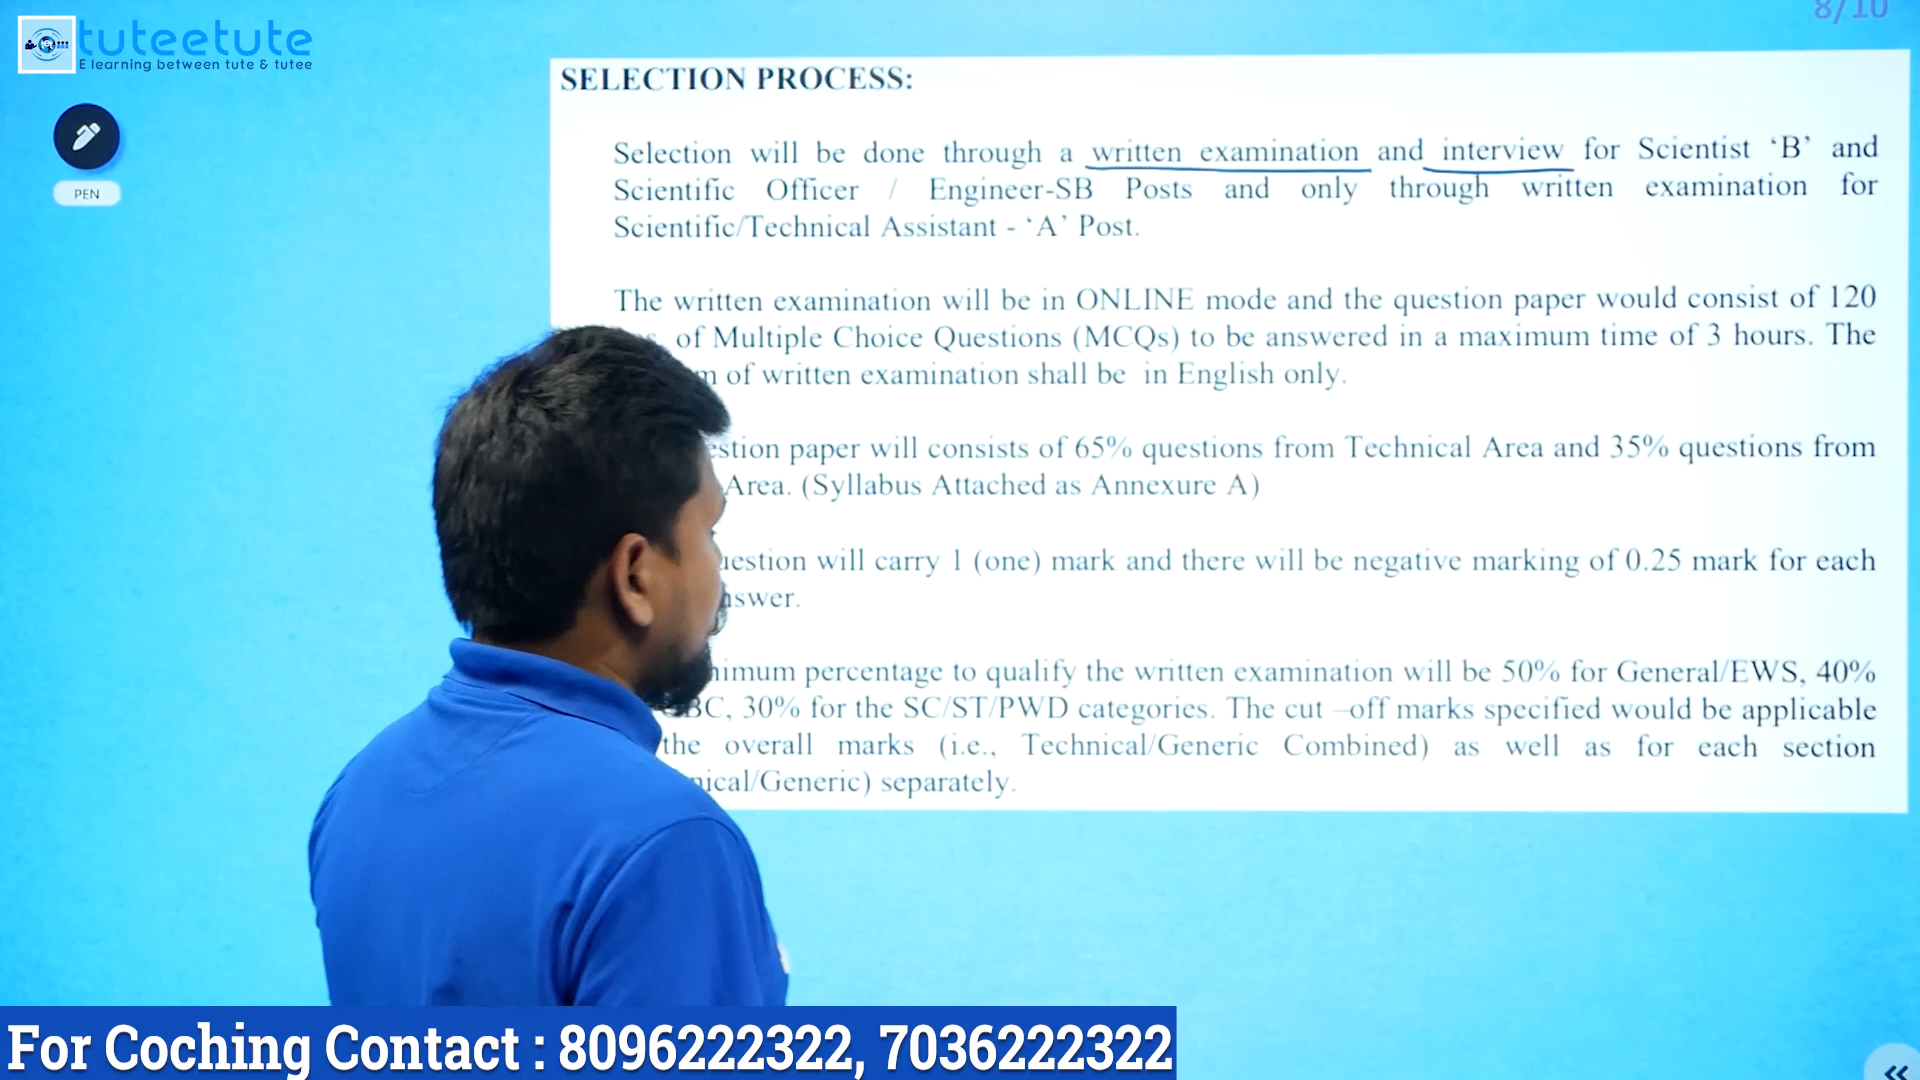 8/10
tuteetute
E learning between tute & tutee
PEN
SELECTION PROCESS:
Selection will be done through a written examination and interview for Scientist ‘B’ and
Scientific Officer / Engineer-SB Posts and only through written examination for
Scientific/Technical Assistant - ‘A’ Post.
The written examination will be in ONLINE mode and the question paper would consist of 120
of Multiple Choice Questions (MCQs) to be answered in a maximum time of 3 hours. The
of written examination shall be in English only.
paper will consists of 65% questions from Technical Area and 35% questions from
Area. (Syllabus Attached as Annexure A)
will carry 1 (one) mark and there will be negative marking of 0.25 mark for each
percentage to qualify the written examination will be 50% for General/EWS, 40%
30% for the SC/ST/PWD categories. The cut –off marks specified would be applicable
the overall marks (i.e., Technical/Generic Combined) as well as for each section
separately.
For Coching Contact : 8096222322, 7036222322